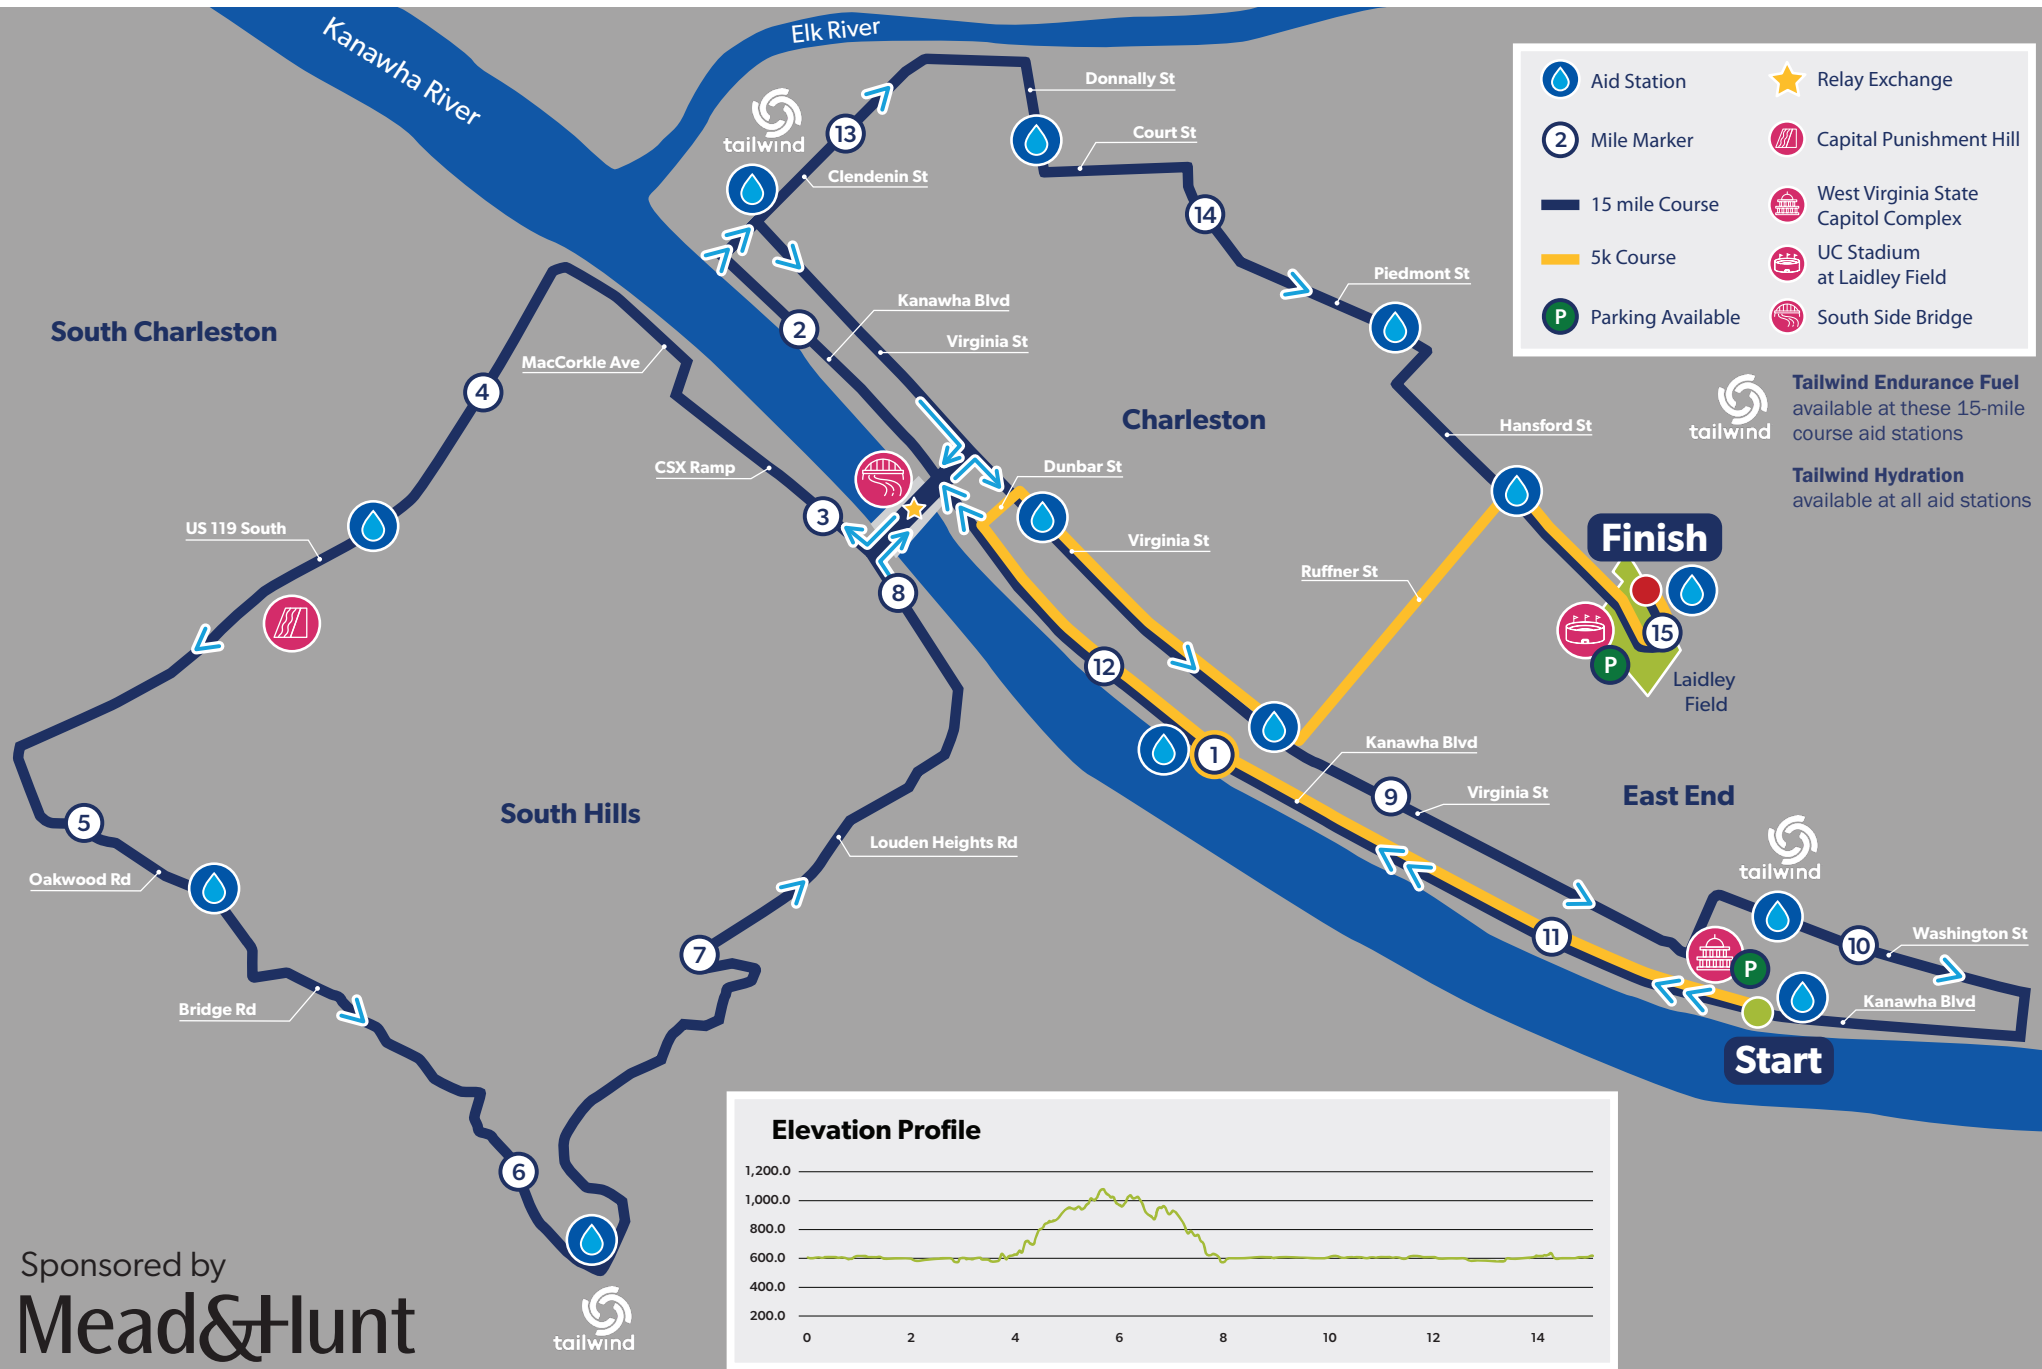 Kanawha River
Elk River
tailwind
13
Clendenin St
Donnally St
Court St
14
Piedmont St
Aid Station
Relay Exchange
2
Mile Marker
Capital Punishment Hill
15 mile Course
West Virginia State
Capitol Complex
5k Course
UC Stadium
at Laidley Field
P
Parking Available
South Side Bridge
tailwind
Tailwind Endurance Fuel
available at these 15-mile
course aid stations
Tailwind Hydration
available at all aid stations
South Charleston
MacCorkle Ave
4
2
Kanawha Blvd
Virginia St
Charleston
Hansford St
CSX Ramp
Dunbar St
3
US 119 South
Virginia St
Ruffner St
Finish
8
15
P
Laidley
Field
12
1
Kanawha Blvd
9
Virginia St
East End
tailwind
5
South Hills
Louden Heights Rd
Oakwood Rd
7
11
10
Washington St
P
Kanawha Blvd
Start
Bridge Rd
6
tailwind
Elevation Profile
1,200.0
1,000.0
800.0
600.0
400.0
200.0
0 2 4 6 8 10 12 14
Sponsored by
Mead&Hunt